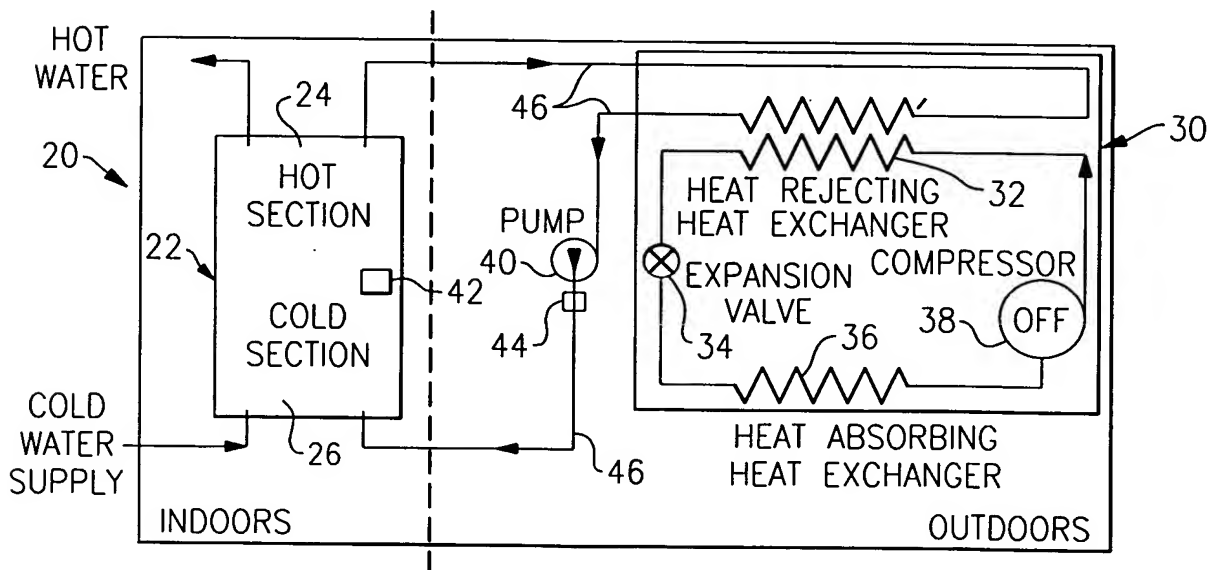 HOT
WATER
24
46
30
20
HOT
SECTION
32
HEAT REJECTING
HEAT EXCHANGER
PUMP
22
40
COMPRESSOR
EXPANSION
VALVE
42
COLD
SECTION
44
34
36
38
OFF
COLD
WATER
SUPPLY
26
46
HEAT ABSORBING
HEAT EXCHANGER
INDOORS
OUTDOORS